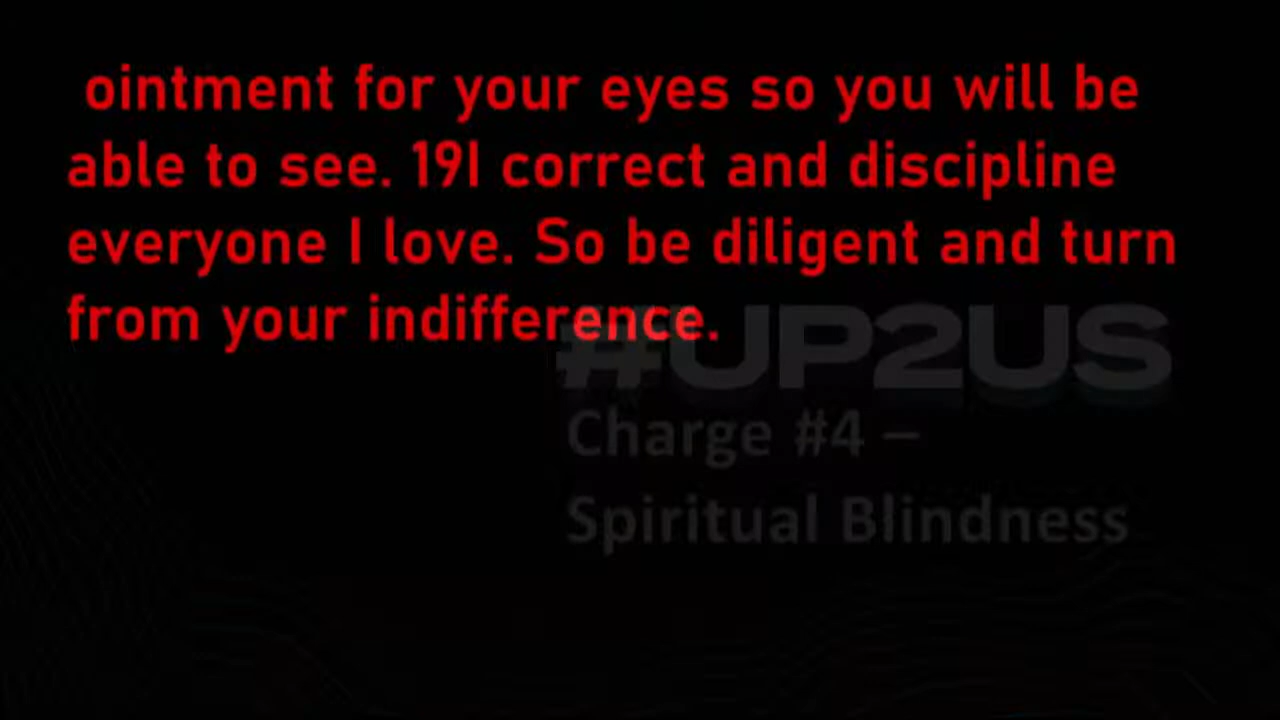 ointment for your eyes so you will be
able to see. 19I correct and discipline
everyone I love. So be diligent and turn
from your indifference.
#UP2US
Charge #4 –
Spiritual Blindness